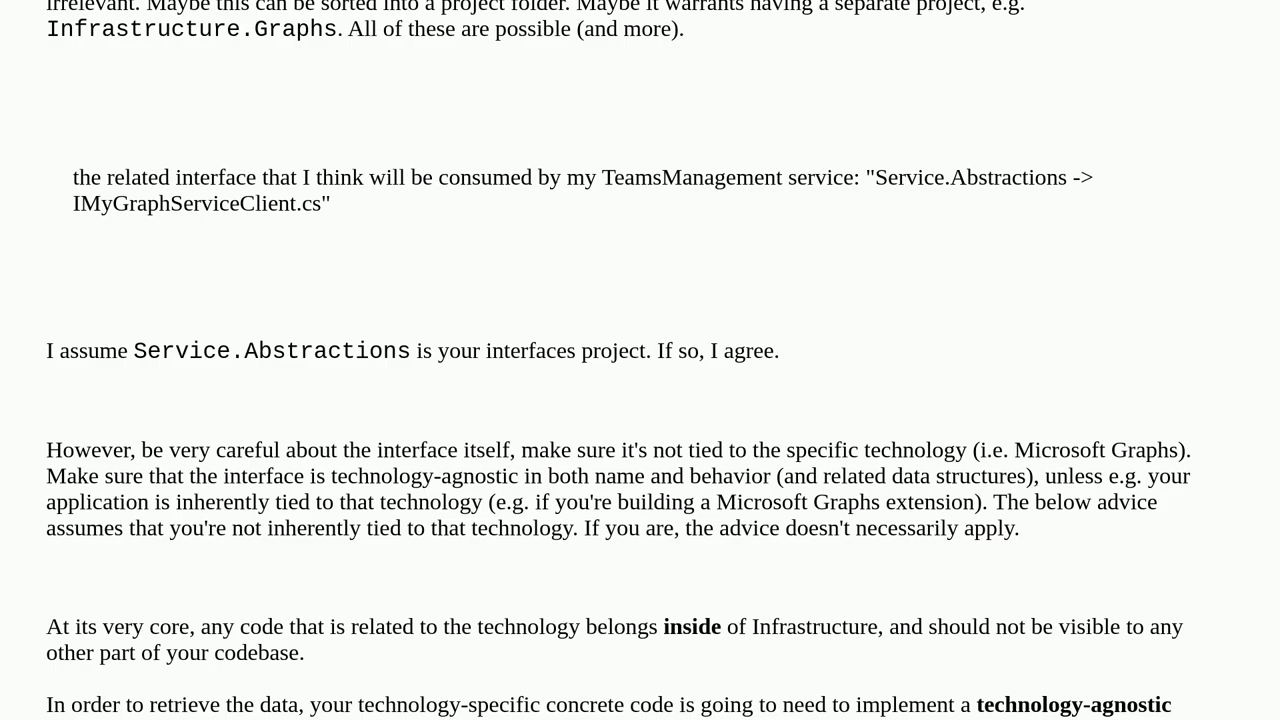 irrelevant. Maybe this can be sorted into a project folder. Maybe it warrants having a separate project, e.g.
Infrastructure.Graphs. All of these are possible (and more).
the related interface that I think will be consumed by my TeamsManagement service: "Service.Abstractions ->
IMyGraphServiceClient.cs"
I assume Service.Abstractions is your interfaces project. If so, I agree.
However, be very careful about the interface itself, make sure it's not tied to the specific technology (i.e. Microsoft Graphs).
Make sure that the interface is technology-agnostic in both name and behavior (and related data structures), unless e.g. your
application is inherently tied to that technology (e.g. if you're building a Microsoft Graphs extension). The below advice
assumes that you're not inherently tied to that technology. If you are, the advice doesn't necessarily apply.
At its very core, any code that is related to the technology belongs inside of Infrastructure, and should not be visible to any
other part of your codebase.
In order to retrieve the data, your technology-specific concrete code is going to need to implement a technology-agnostic